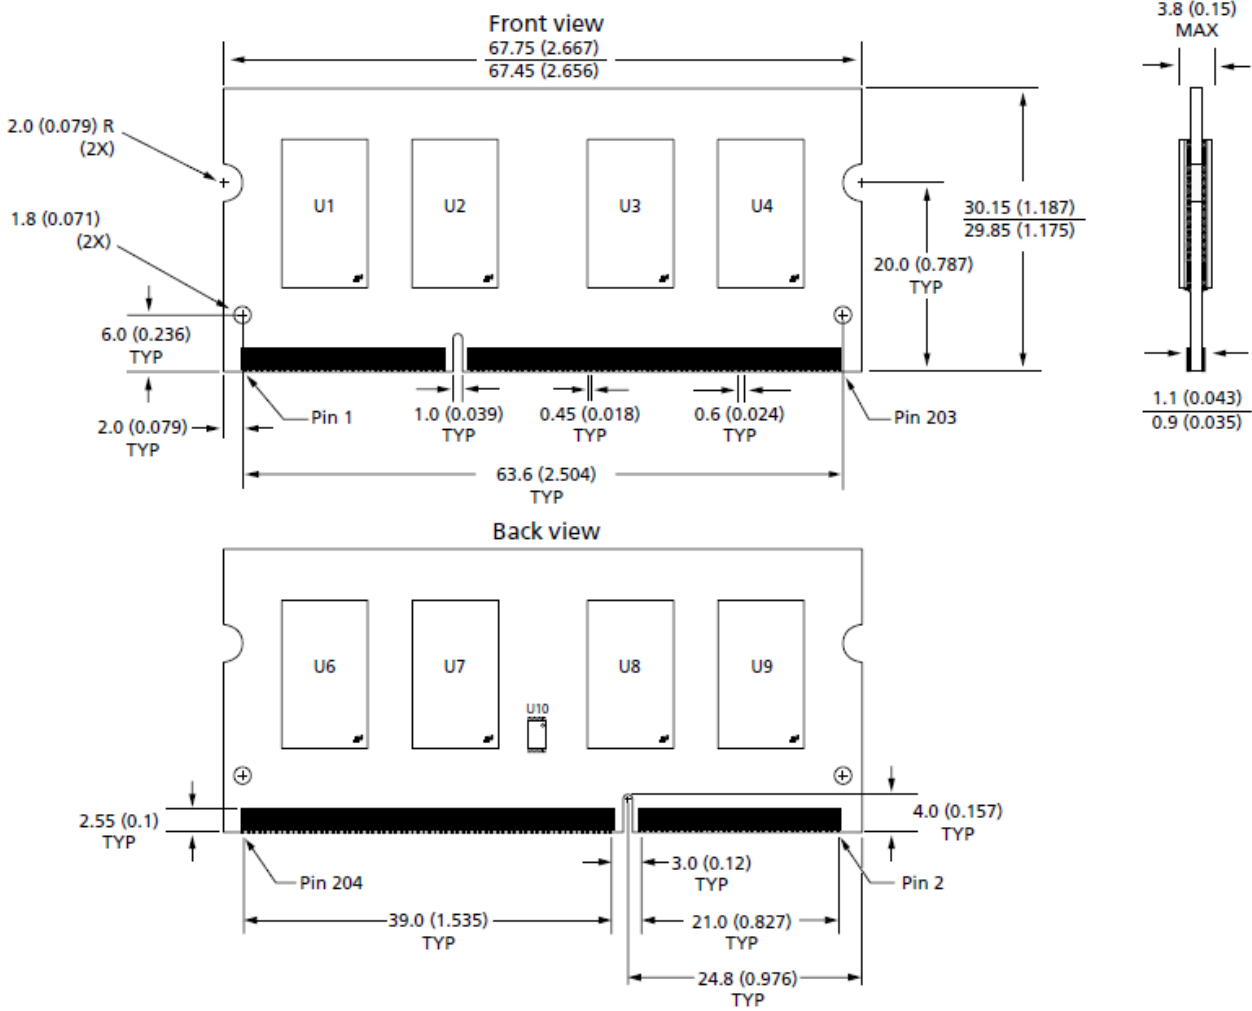 Front view
67.75 (2.667)
67.45 (2.656)
3.8 (0.15)
MAX
2.0 (0.079) R
(2X)
U1
U2
U3
U4
1.8 (0.071)
(2X)
30.15 (1.187)
29.85 (1.175)
20.0 (0.787)
TYP
6.0 (0.236)
TYP
2.0 (0.079)
TYP
Pin 1
1.0 (0.039)
TYP
0.45 (0.018)
TYP
0.6 (0.024)
TYP
Pin 203
1.1 (0.043)
0.9 (0.035)
63.6 (2.504)
TYP
Back view
U6
U7
U8
U9
U10
2.55 (0.1)
TYP
4.0 (0.157)
TYP
Pin 204
3.0 (0.12)
TYP
Pin 2
39.0 (1.535)
TYP
21.0 (0.827)
TYP
24.8 (0.976)
TYP